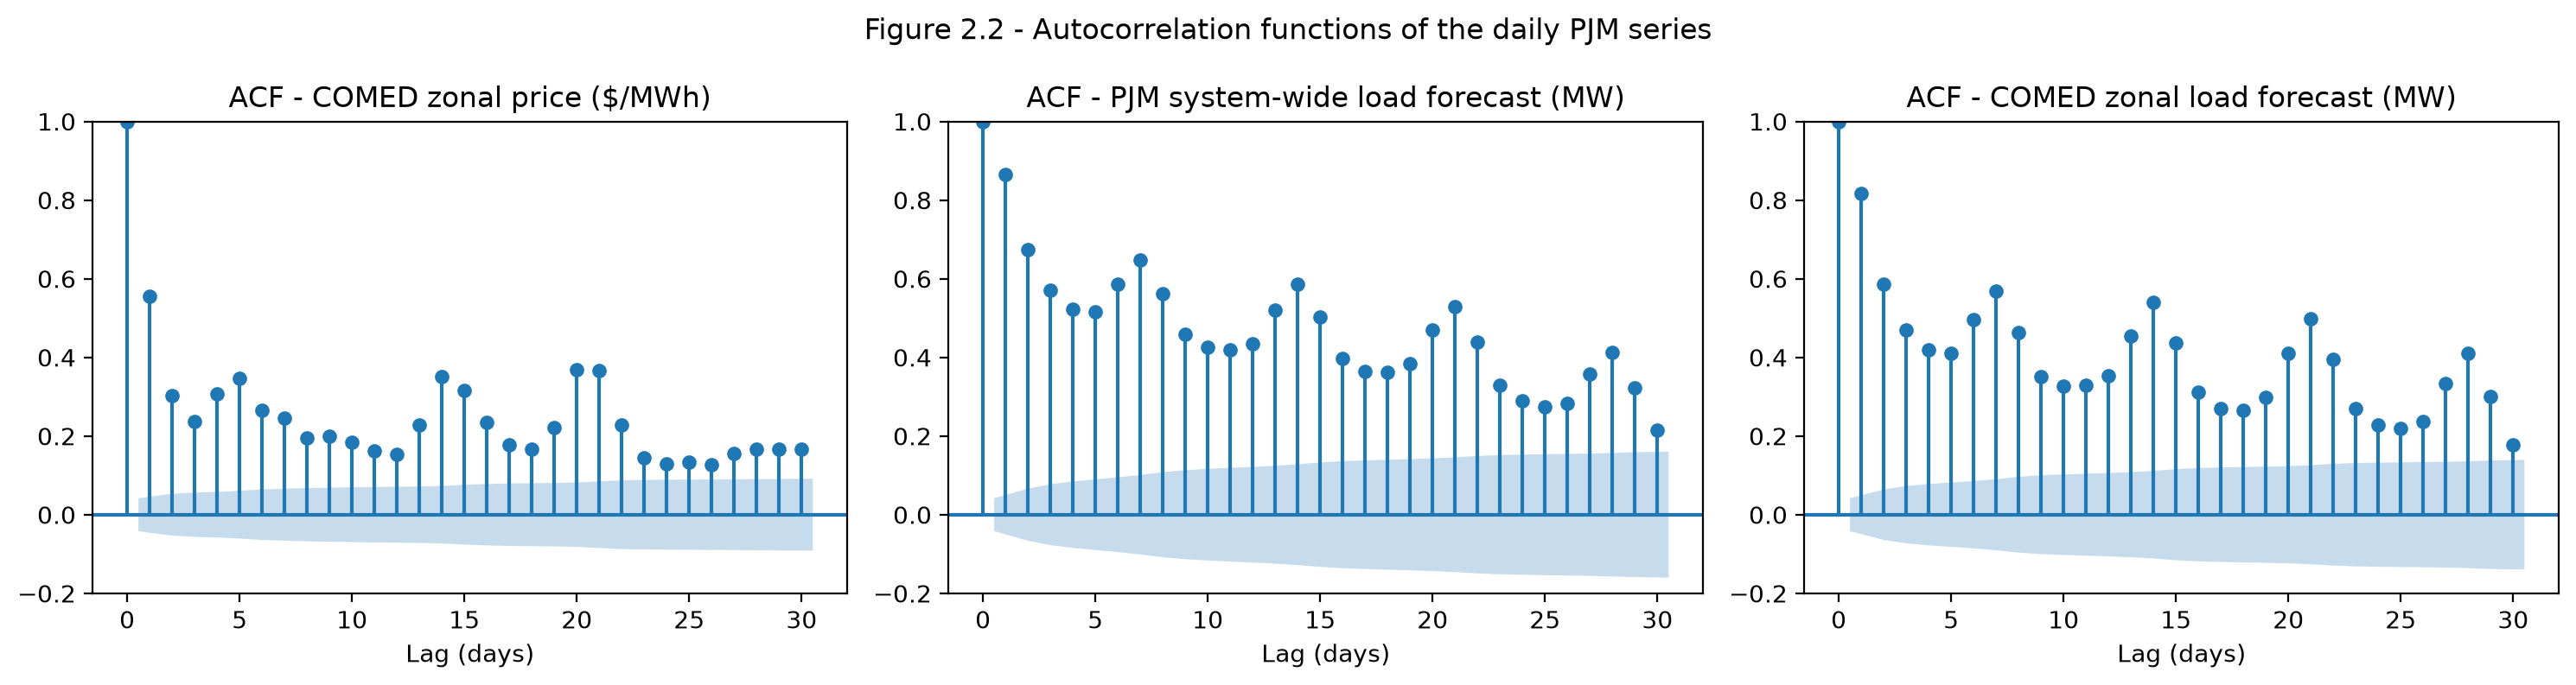 Figure 2.2 - Autocorrelation functions of the daily PJM series
ACF - COMED zonal price ($/MWh)
1.0
0.8
0.6
0.4
0.2
0.0
−0.2
0 5 10 15 20 25 30
Lag (days)
ACF - PJM system-wide load forecast (MW)
1.0
0.8
0.6
0.4
0.2
0.0
−0.2
0 5 10 15 20 25 30
Lag (days)
ACF - COMED zonal load forecast (MW)
1.0
0.8
0.6
0.4
0.2
0.0
−0.2
0 5 10 15 20 25 30
Lag (days)